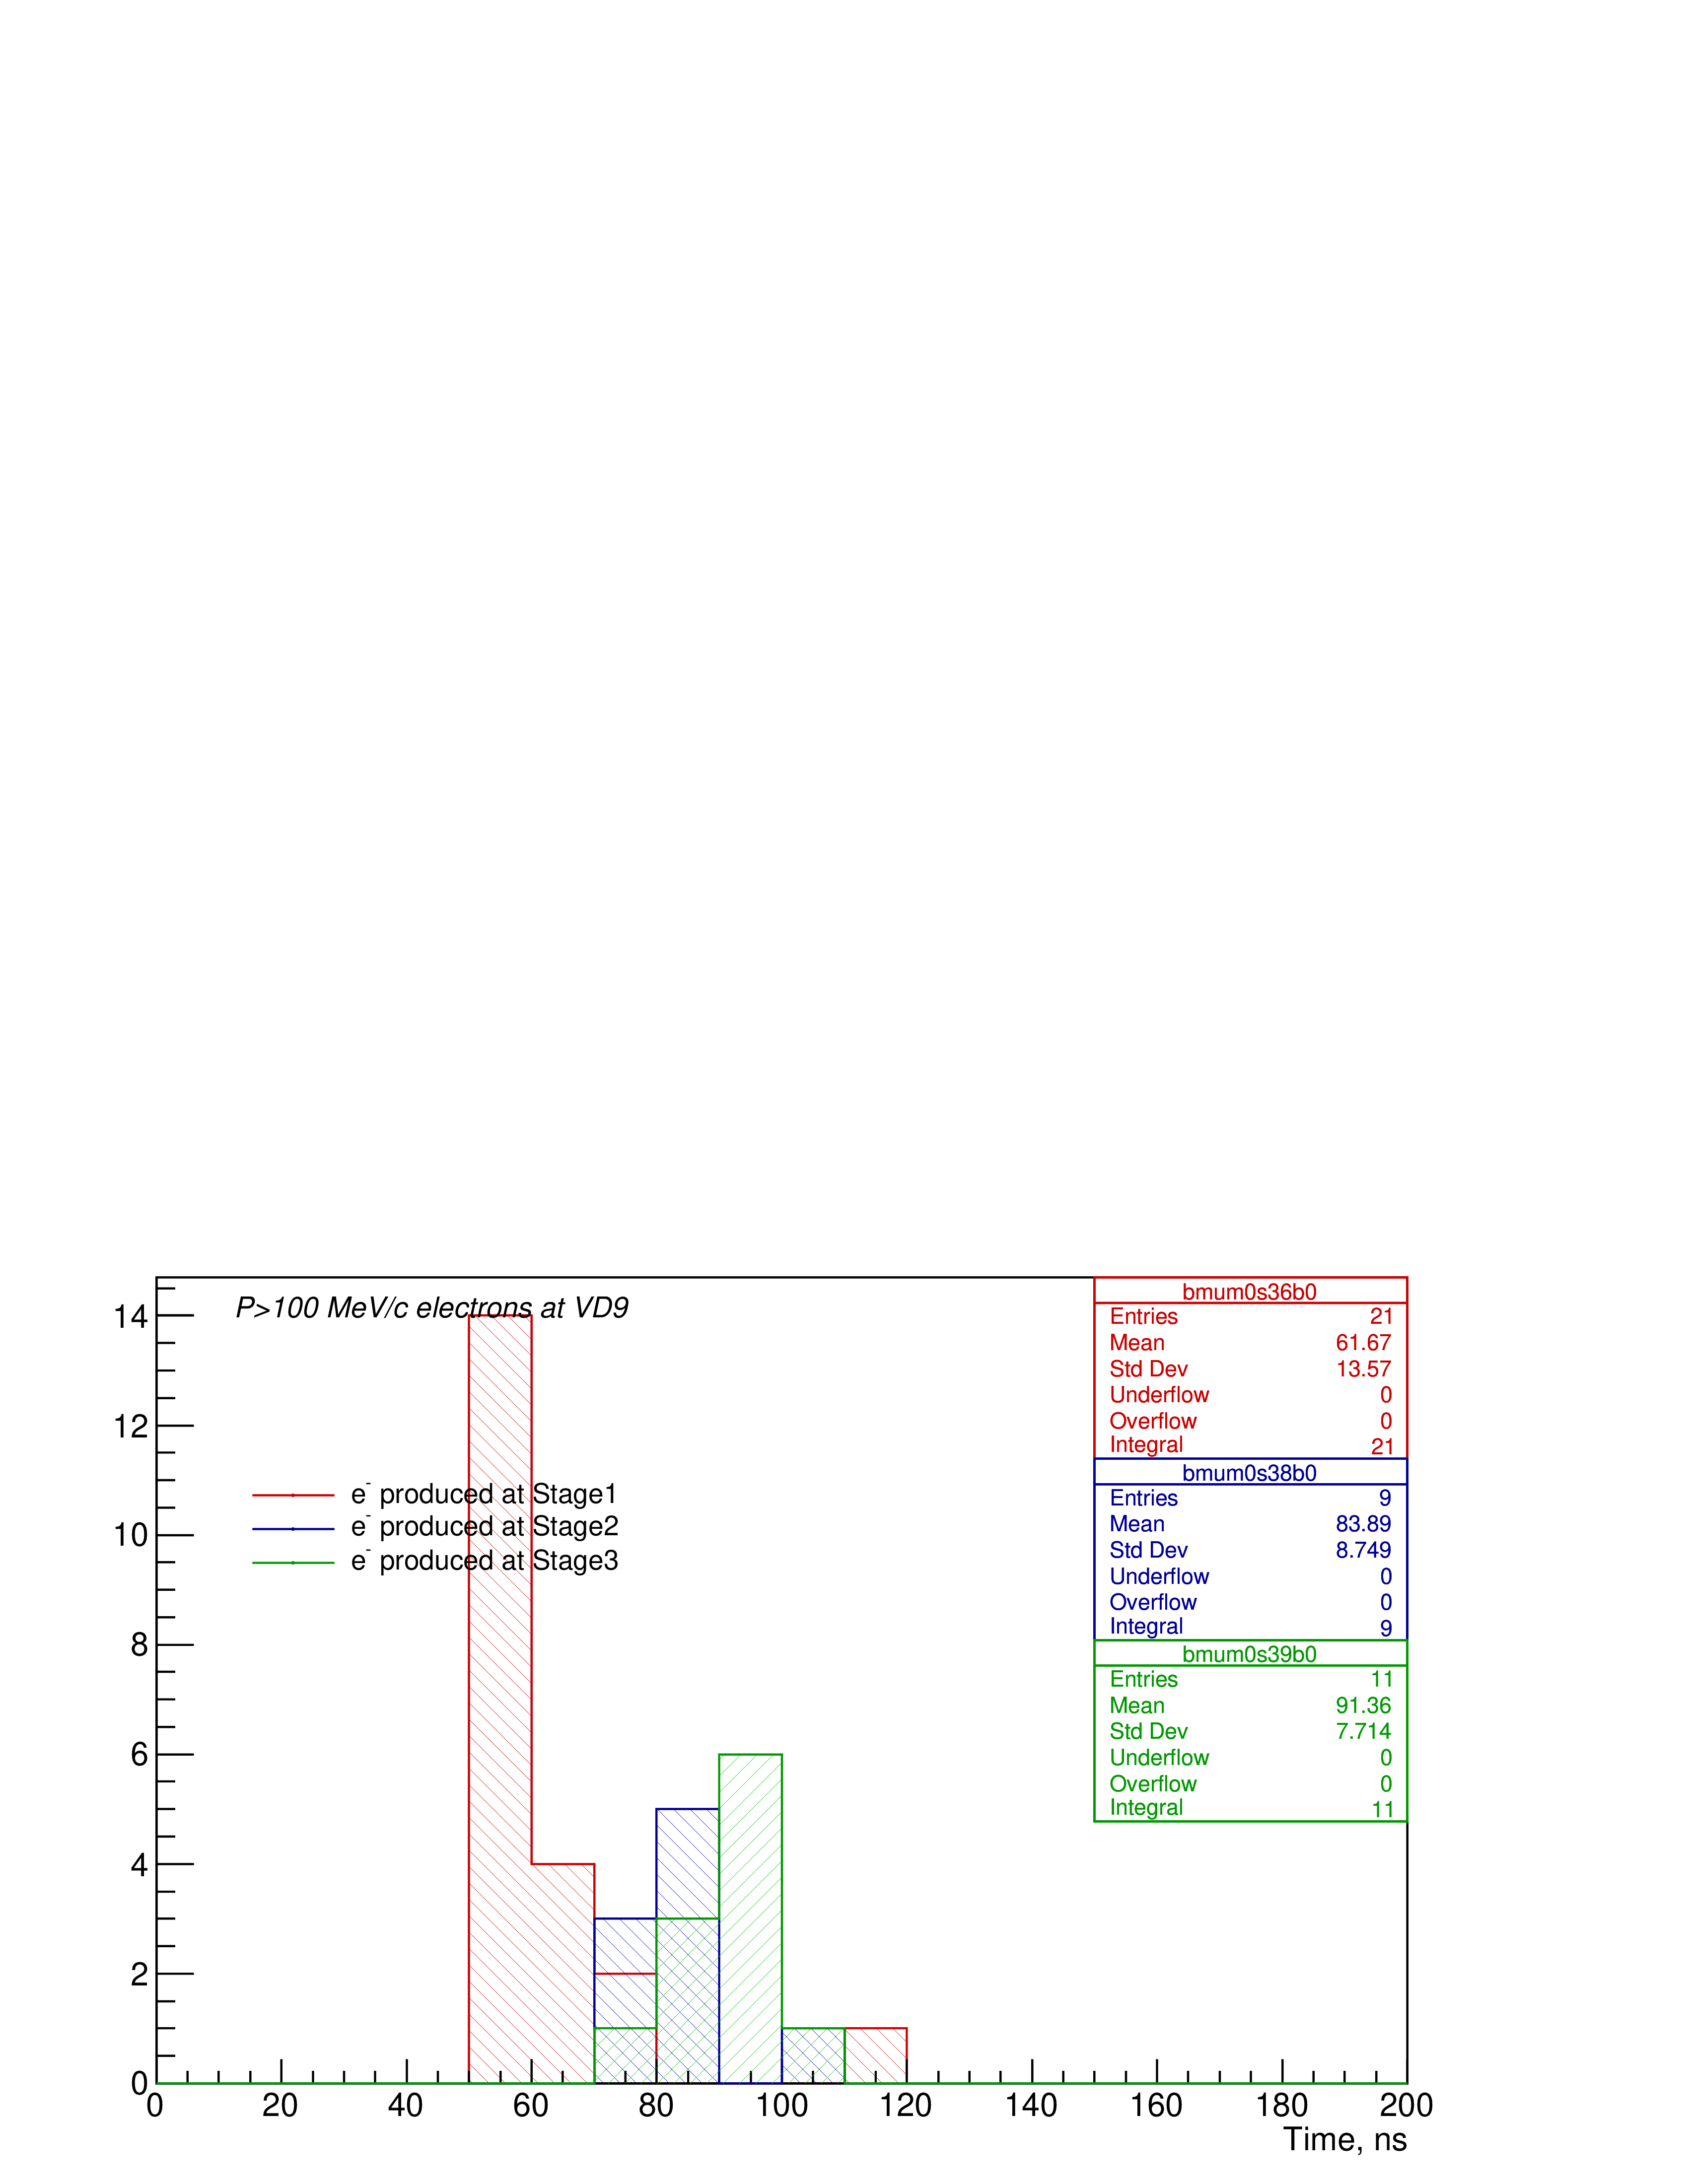 P>100 MeV/c electrons at VD9
e- produced at Stage1
e- produced at Stage2
e- produced at Stage3
bmum0s36b0
Entries 21
Mean 61.67
Std Dev 13.57
Underflow 0
Overflow 0
Integral 21
bmum0s38b0
Entries 9
Mean 83.89
Std Dev 8.749
Underflow 0
Overflow 0
Integral 9
bmum0s39b0
Entries 11
Mean 91.36
Std Dev 7.714
Underflow 0
Overflow 0
Integral 11
14
12
10
8
6
4
2
0
0 20 40 60 80 100 120 140 160 180 200
Time, ns